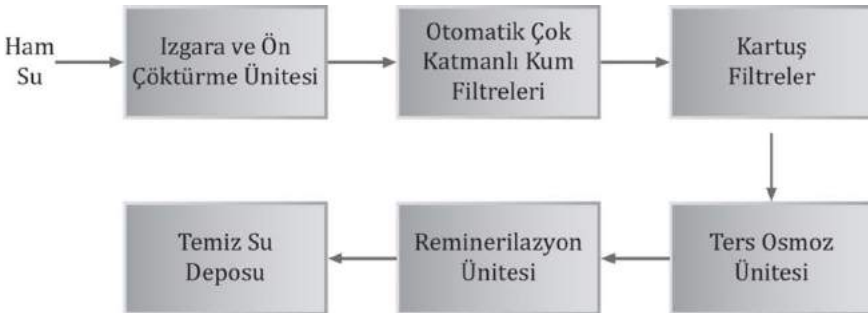 Ham
Su
Izgara ve Ön
Çöktürme Ünitesi
Otomatik Çok
Katmanlı Kum
Filtreleri
Kartuş
Filtreler
Ters Osmoz
Ünitesi
Reminerilazyon
Ünitesi
Temiz Su
Deposu